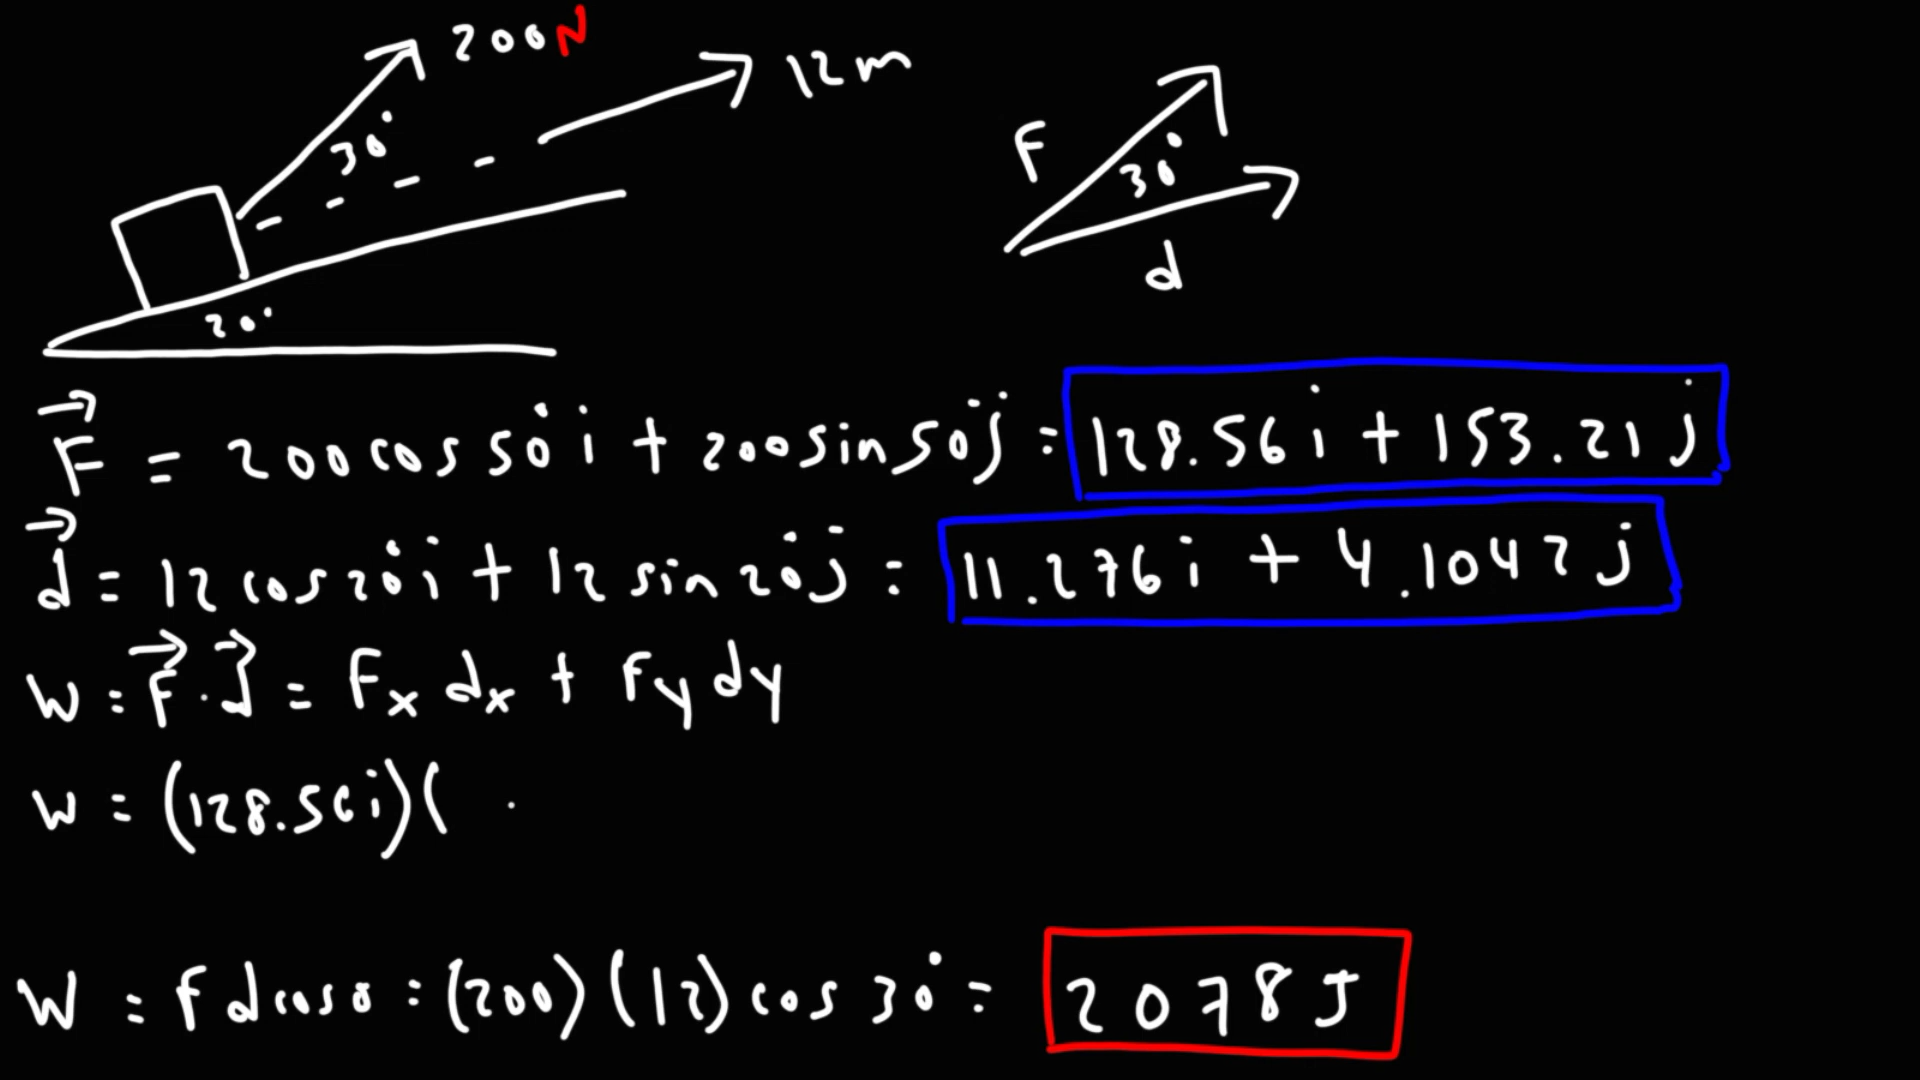 200N
12m
30°
20°
F
30°
d
F⃗ = 200cos50°i + 200sin50°j = 128.56i + 153.21j
d⃗ = 12cos20°i + 12sin20°j = 11.276i + 4.1042j
W = F⃗·d⃗ = Fxdx + Fydy
W = (128.56i)(
W = Fdcosθ = (200)(12)cos30° = 2078J